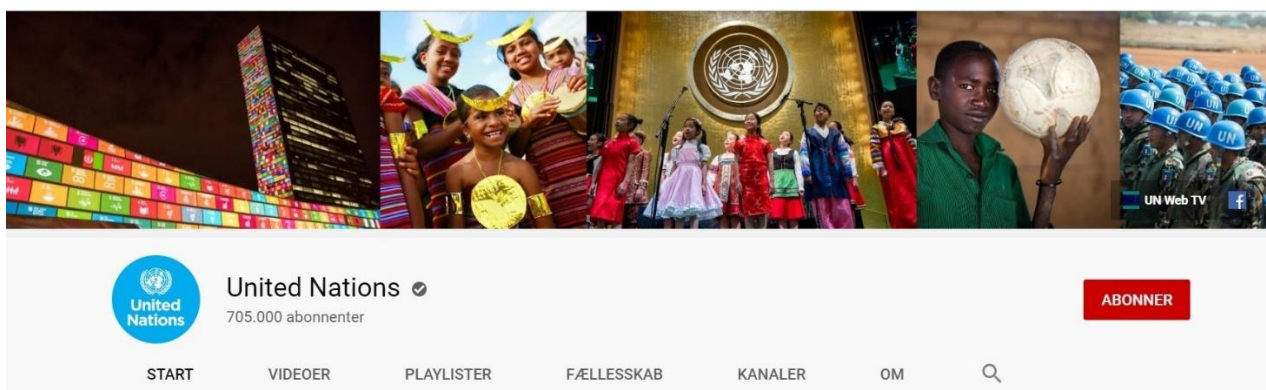 UN
UN
UN
UN Web TV
f
United
Nations
United Nations
705.000 abonnenter
ABONNER
START VIDEOER PLAYLISTER FÆLLESSKAB KANALER OM